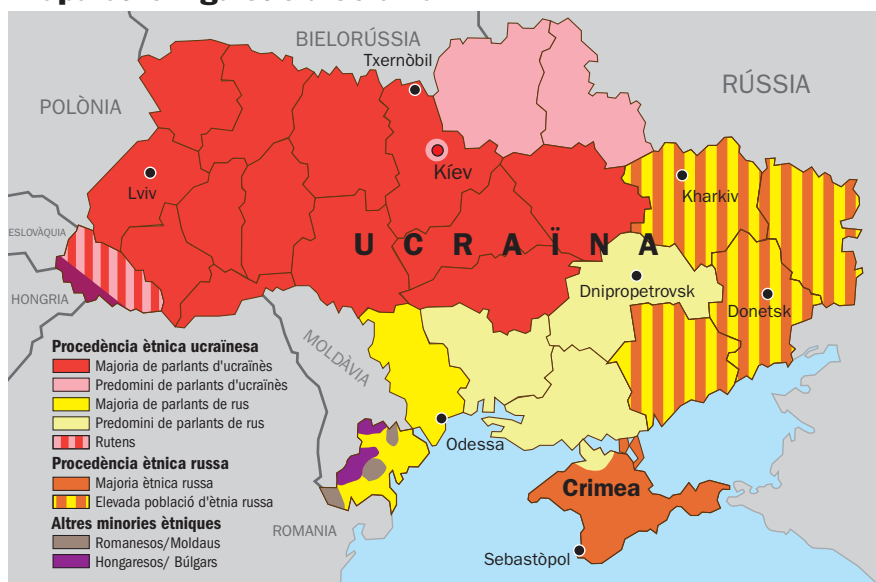 BIELORÚSSIA
Txernòbil
RÚSSIA
POLÒNIA
Kíev
Lviv
Kharkiv
ESLOVÀQUIA
UCRAÏNA
HONGRIA
Dnipropetrovsk
Donetsk
MOLDÀVIA
Procedència ètnica ucraïnesa
Majoria de parlants d'ucraïnès
Predomini de parlants d'ucraïnès
Majoria de parlants de rus
Predomini de parlants de rus
Rutens
Procedència ètnica russa
Majoria ètnica russa
Elevada població d'ètnia russa
Altres minories ètniques
Romanesos/Moldaus
Hongaresos/ Búlgars
Odessa
Crimea
ROMANIA
Sebastòpol